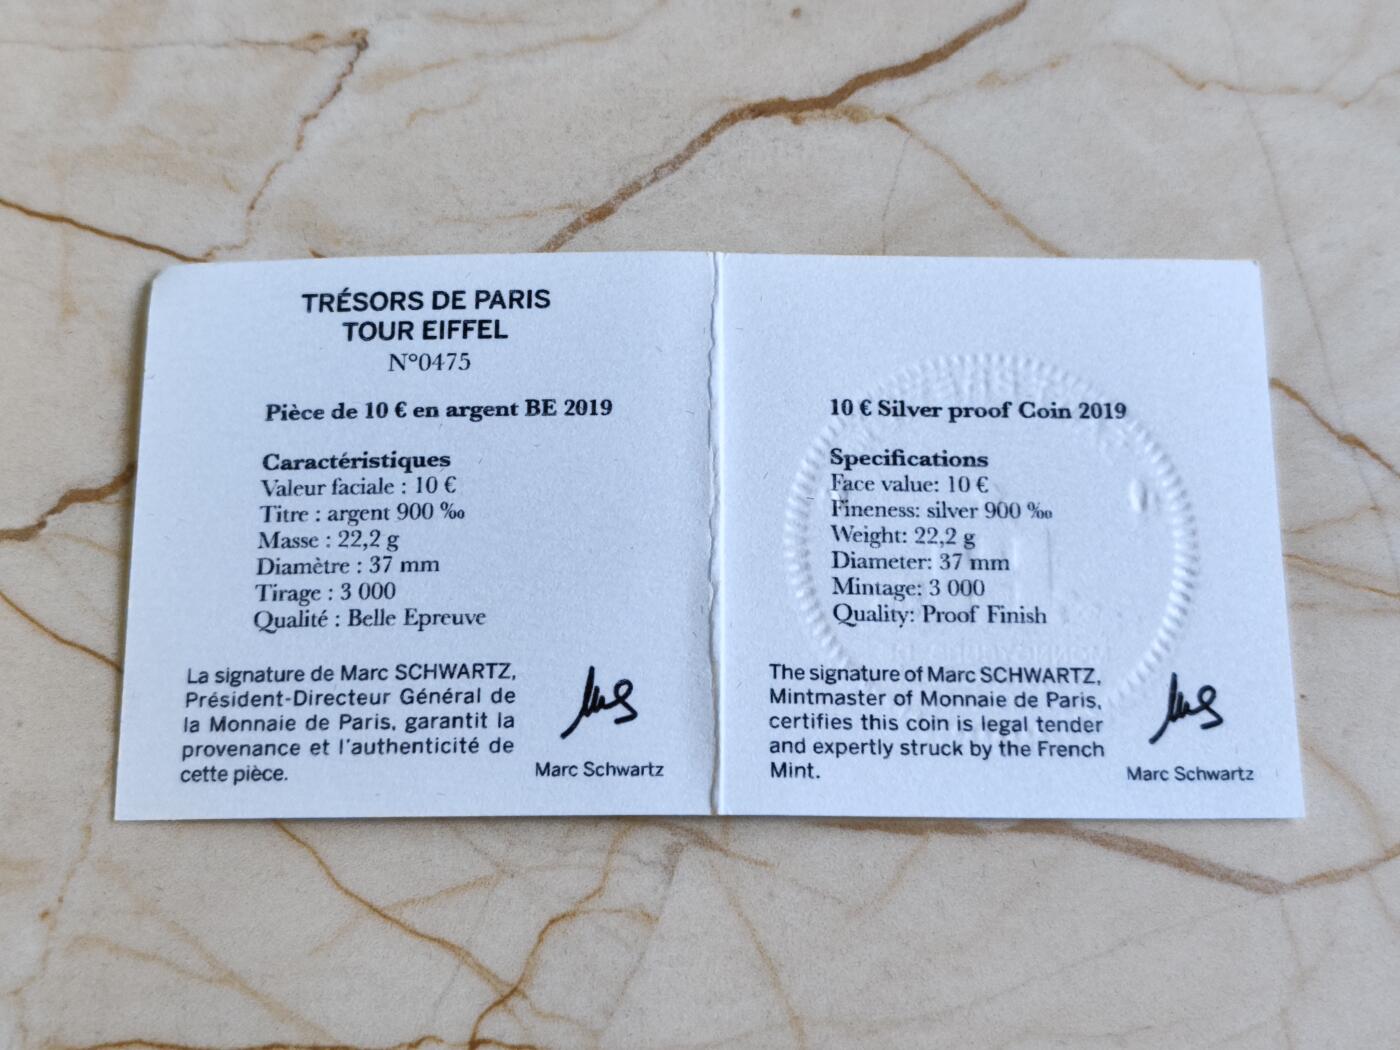 TRÉSORS DE PARIS
TOUR EIFFEL
N°0475
Pièce de 10 € en argent BE 2019
Caractéristiques
Valeur faciale : 10 €
Titre : argent 900 ‰
Masse : 22,2 g
Diamètre : 37 mm
Tirage : 3 000
Qualité : Belle Epreuve
La signature de Marc SCHWARTZ,
Président-Directeur Général de
la Monnaie de Paris, garantit la
provenance et l'authenticité de
cette pièce.
Marc Schwartz
10 € Silver proof Coin 2019
Specifications
Face value: 10 €
Fineness: silver 900 ‰
Weight: 22,2 g
Diameter: 37 mm
Mintage: 3 000
Quality: Proof Finish
The signature of Marc SCHWARTZ,
Mintmaster of Monnaie de Paris,
certifies this coin is legal tender
and expertly struck by the French
Mint.
Marc Schwartz